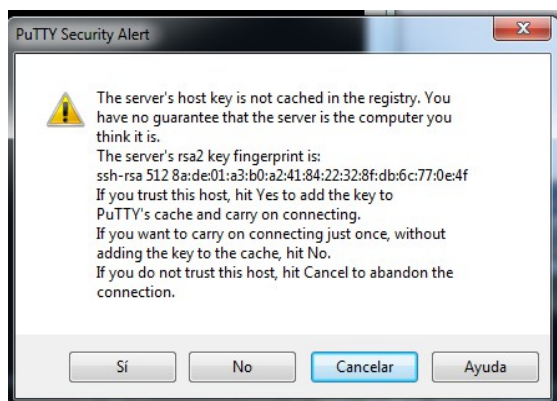 PuTTY Security Alert
The server's host key is not cached in the registry. You
have no guarantee that the server is the computer you
think it is.
The server's rsa2 key fingerprint is:
ssh-rsa 512 8a:de:01:a3:b0:a2:41:84:22:32:8f:db:6c:77:0e:4f
If you trust this host, hit Yes to add the key to
PuTTY's cache and carry on connecting.
If you want to carry on connecting just once, without
adding the key to the cache, hit No.
If you do not trust this host, hit Cancel to abandon the
connection.
Sí No Cancelar Ayuda